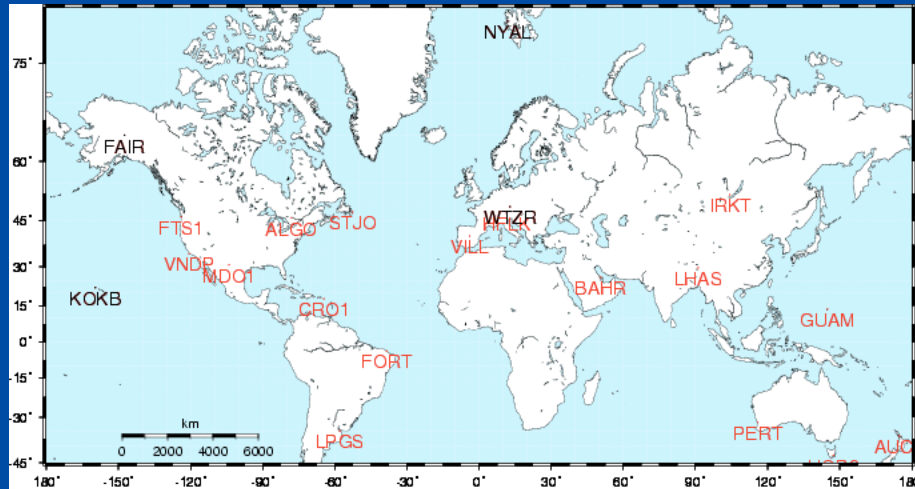 NYAL
75°
FAIR
60°
IRKT
45°
FTS1 ALGO STJO WTZR
VILL
30° VNDP MDO1 LHAS
BAHR
KOKB
15° CRO1 GUAM
0°
FORT
-15°
-30°
km PERT
LPGS
0 2000 4000 6000 AUC
-45°
180° -150° -120° -90° -60° -30° 0° 30° 60° 90° 120° 150° 180°